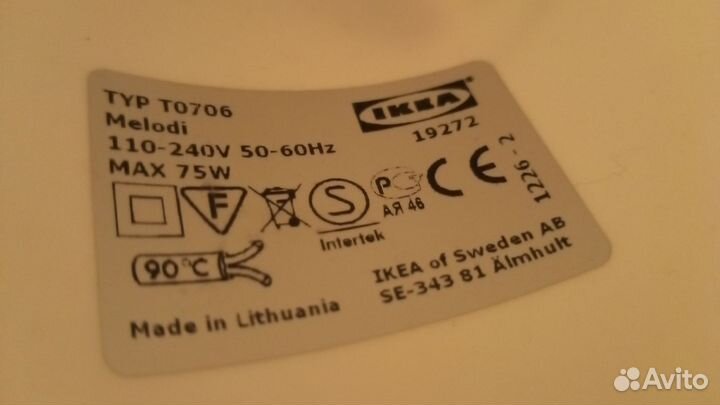 TYP T0706
Melodi
110-240V 50-60Hz
MAX 75W
IKEA
19272
F
S
Intertek
P
АЯ 46
CE
1226-2
90°C
IKEA of Sweden AB
SE-343 81 Älmhult
Made in Lithuania
Avito